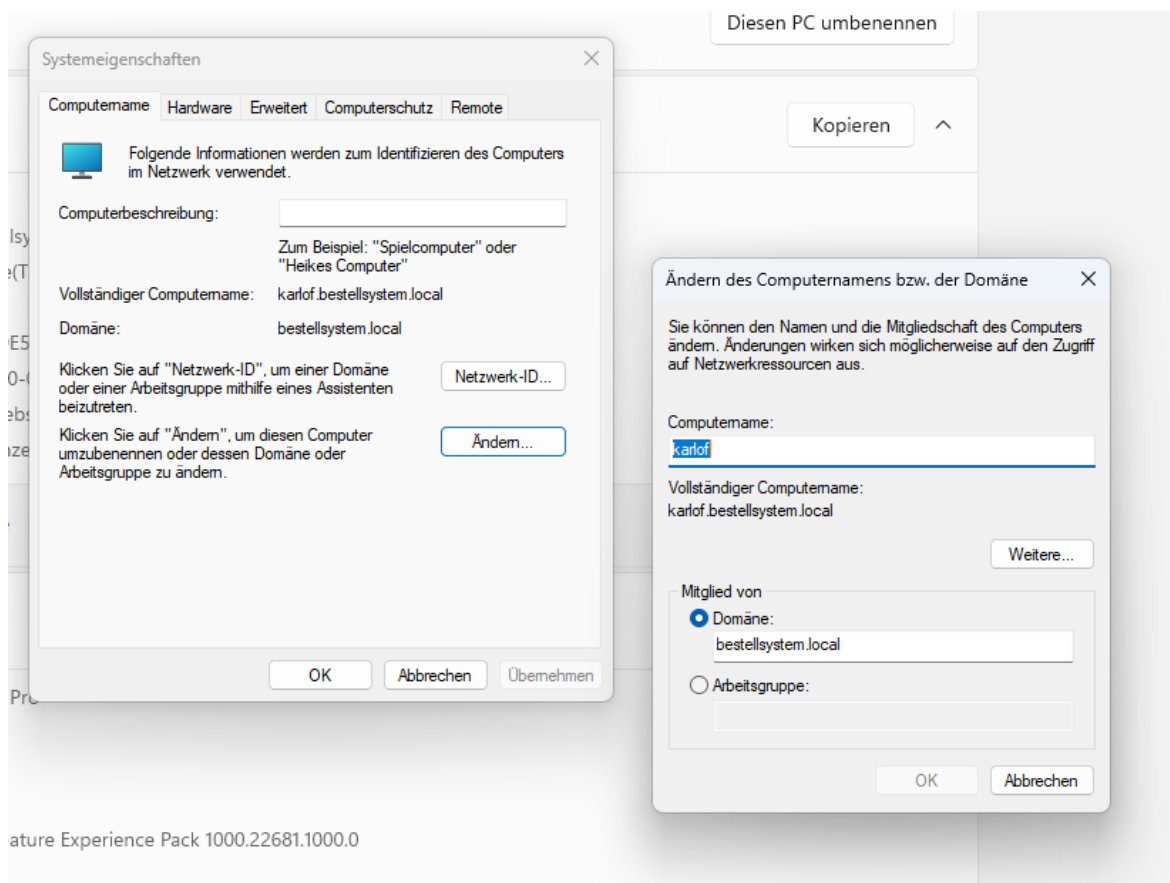 Diesen PC umbenennen
Systemeigenschaften
Computername Hardware Erweitert Computerschutz Remote
Kopieren
Folgende Informationen werden zum Identifizieren des Computers
im Netzwerk verwendet.
Computerbeschreibung:
Zum Beispiel: "Spielcomputer" oder
"Heikes Computer"
Vollständiger Computername: karlof.bestellsystem.local
Domäne: bestellsystem.local
Klicken Sie auf "Netzwerk-ID", um einer Domäne
oder einer Arbeitsgruppe mithilfe eines Assistenten
beizutreten.
Netzwerk-ID...
Klicken Sie auf "Ändern", um diesen Computer
umzubenennen oder dessen Domäne oder
Arbeitsgruppe zu ändern.
Ändern...
OK Abbrechen Übernehmen
Ändern des Computernamens bzw. der Domäne
Sie können den Namen und die Mitgliedschaft des Computers
ändern. Änderungen wirken sich möglicherweise auf den Zugriff
auf Netzwerkressourcen aus.
Computername:
karlof
Vollständiger Computername:
karlof.bestellsystem.local
Weitere...
Mitglied von
Domäne:
bestellsystem.local
Arbeitsgruppe:
OK Abbrechen
ature Experience Pack 1000.22681.1000.0